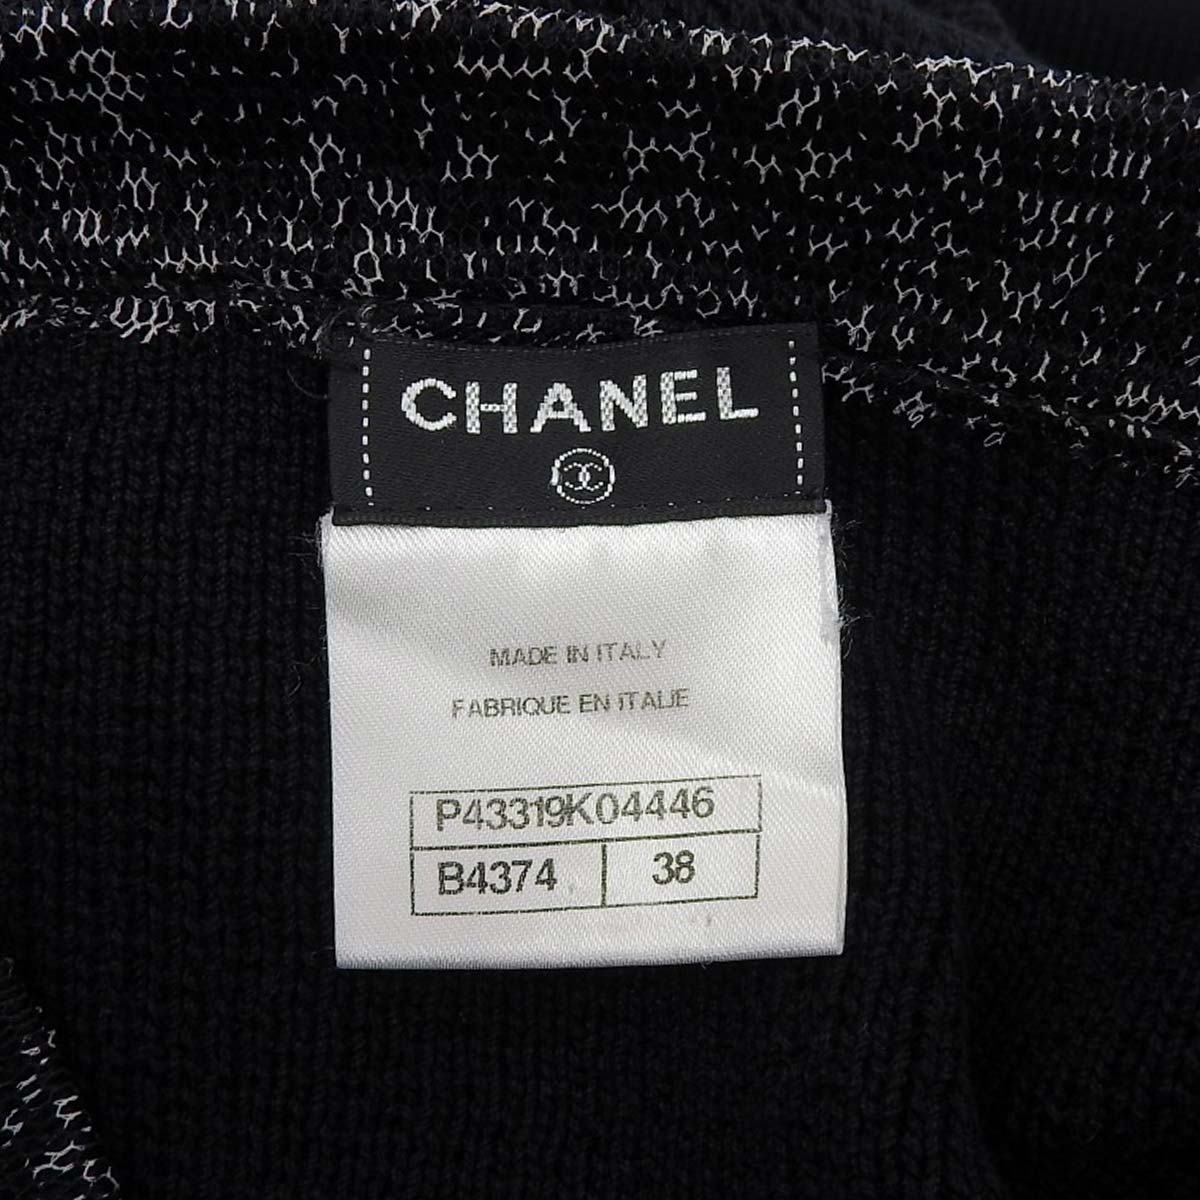 CHANEL
MADE IN ITALY
FABRIQUE EN ITALIE
P43319K04446
B4374
38